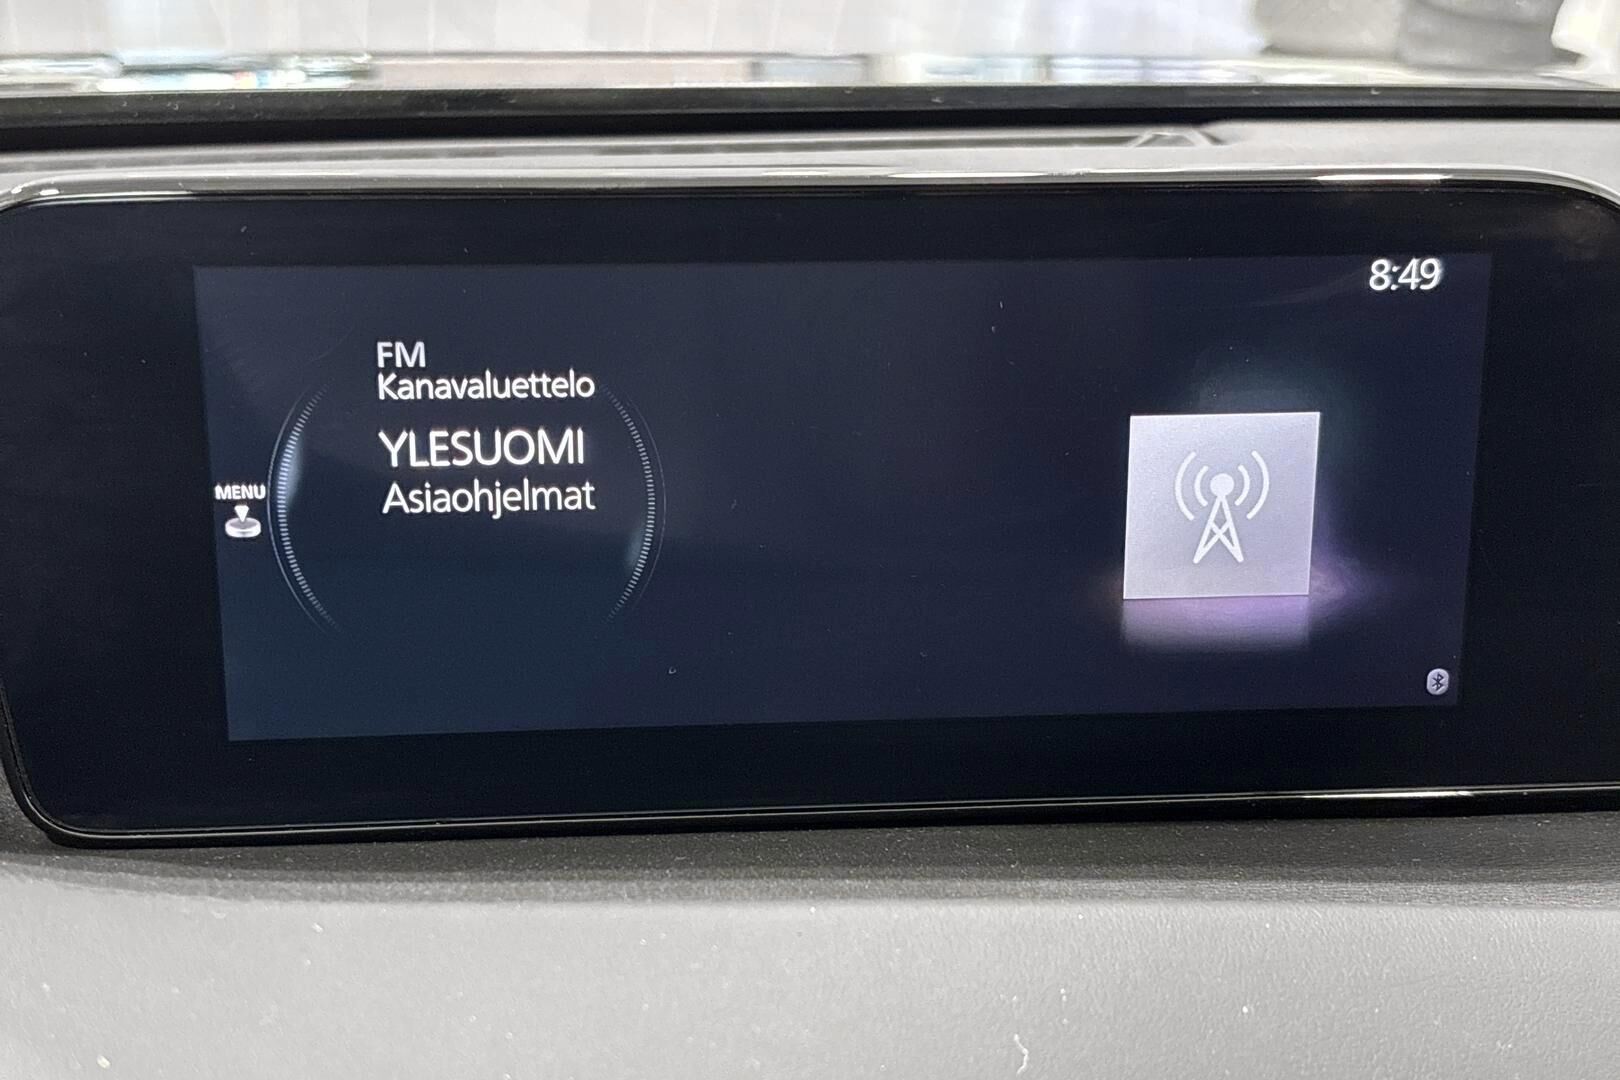 8:49
FM
Kanavaluettelo
YLESUOMI
Asiaohjelmat
MENU